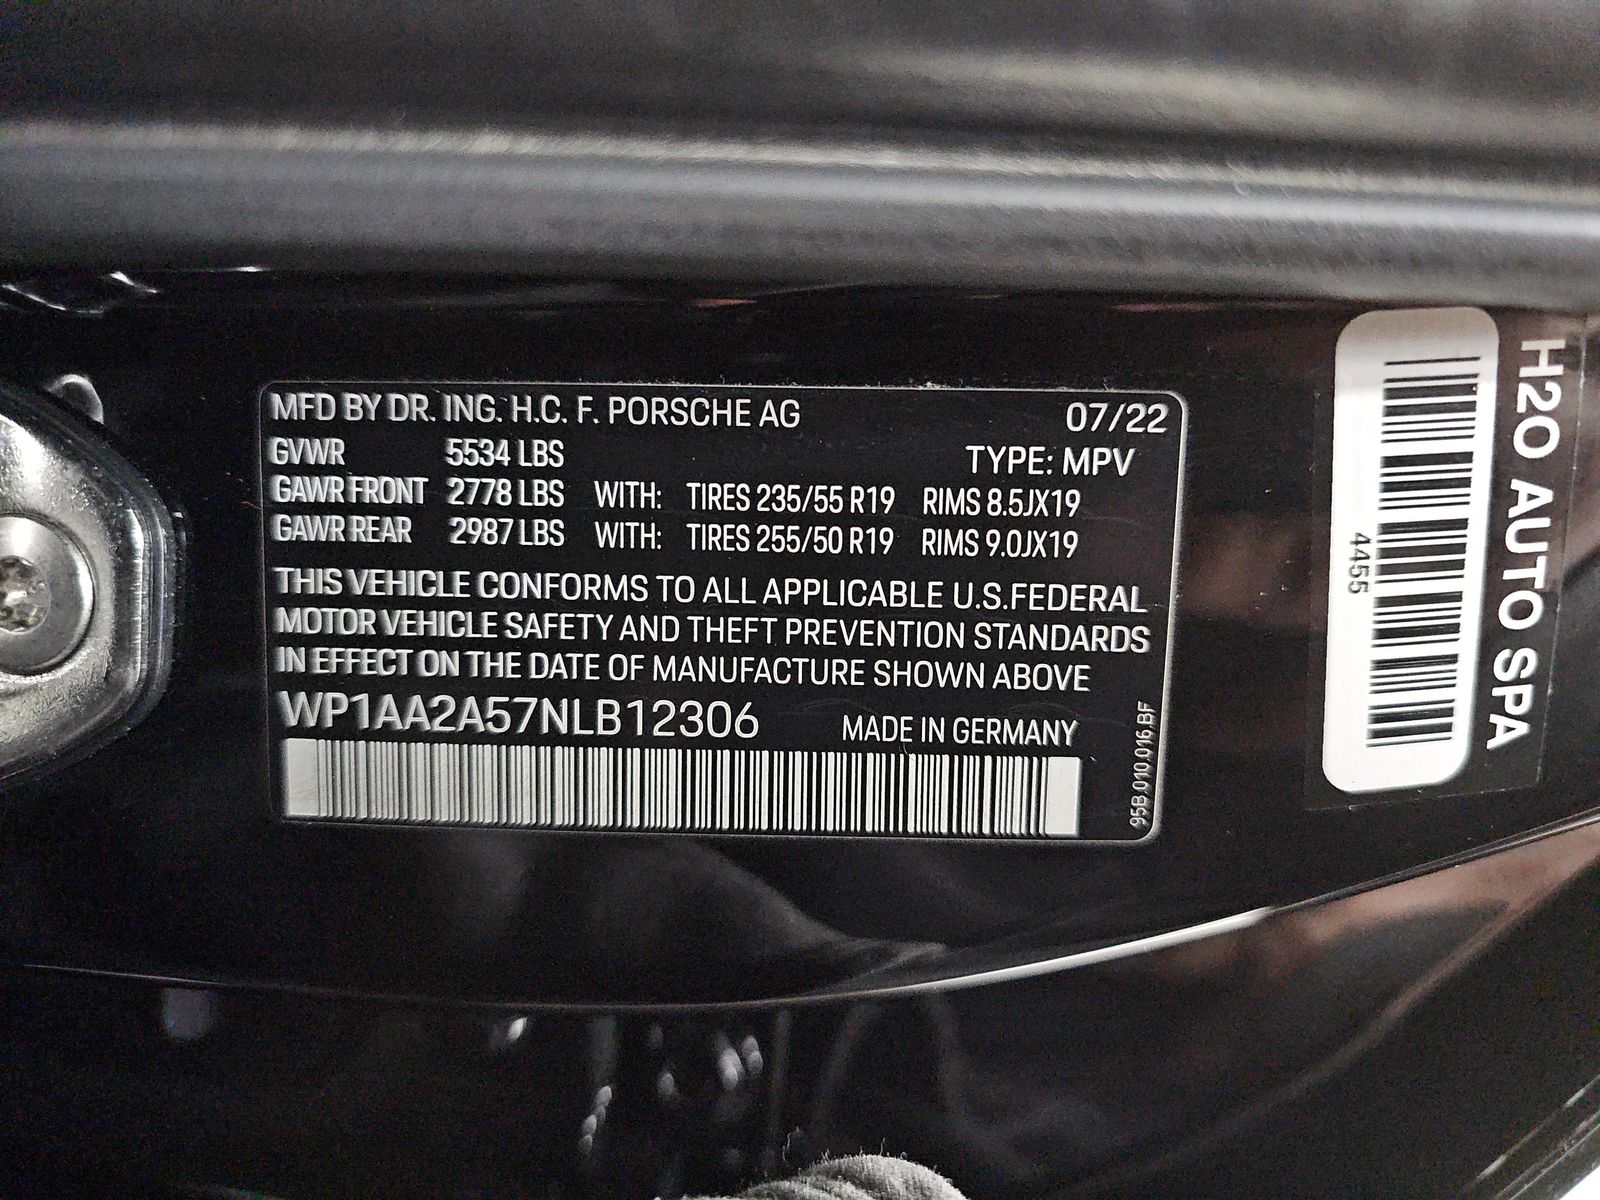 MFD BY DR. ING. H.C. F. PORSCHE AG 07/22
GVWR 5534 LBS TYPE: MPV
GAWR FRONT 2778 LBS WITH: TIRES 235/55 R19 RIMS 8.5JX19
GAWR REAR 2987 LBS WITH: TIRES 255/50 R19 RIMS 9.0JX19
THIS VEHICLE CONFORMS TO ALL APPLICABLE U.S.FEDERAL
MOTOR VEHICLE SAFETY AND THEFT PREVENTION STANDARDS
IN EFFECT ON THE DATE OF MANUFACTURE SHOWN ABOVE
WP1AA2A57NLB12306 MADE IN GERMANY
95B.010.016.BF
H2O AUTO SPA
4455